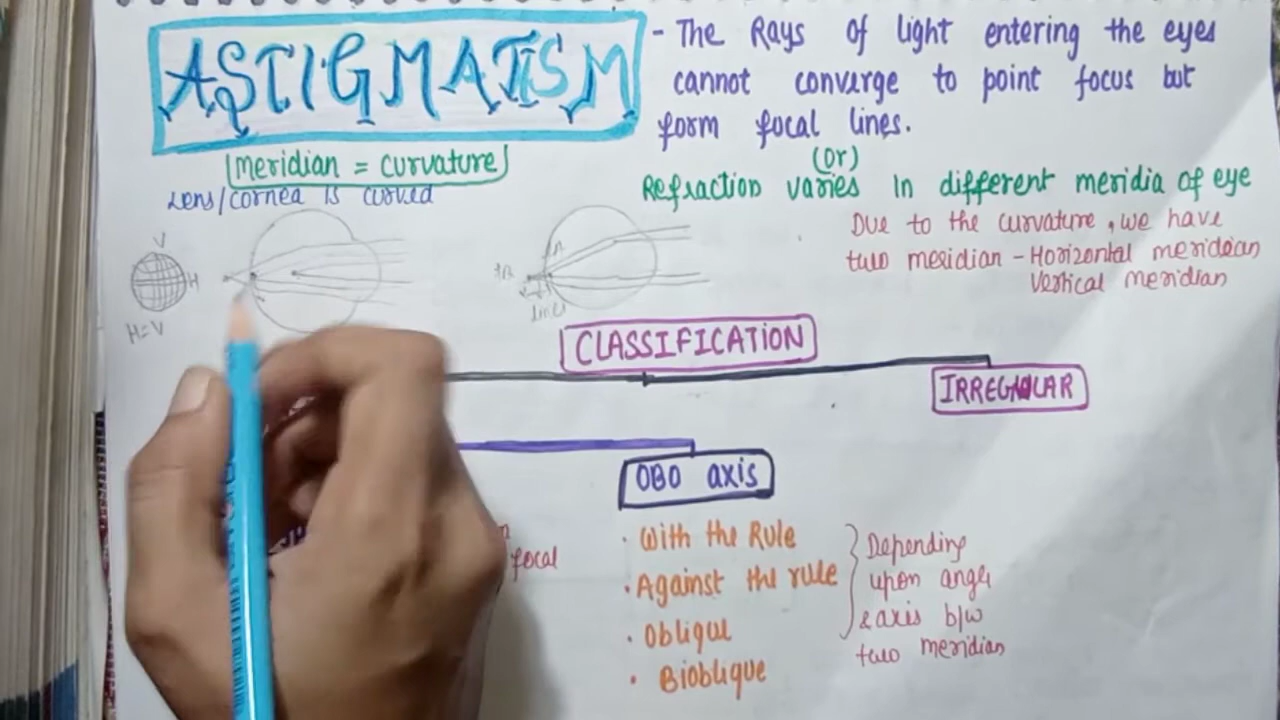 ASTIGMATISM
- The Rays of light entering the eyes
cannot converge to point focus but
form focal lines.
(Or)
Refraction varies in different meridia of eye
Meridian = curvature
Lens/cornea is curved
Due to the curvature, we have
two meridian - Horizontal meridian
Vertical meridian
V
H
H=V
CLASSIFICATION
IRREGULAR
OBO axis
focal
· With the Rule
· Against the rule
· Oblique
· Bioblique
Depending
upon angle
& axis b/w
two meridian